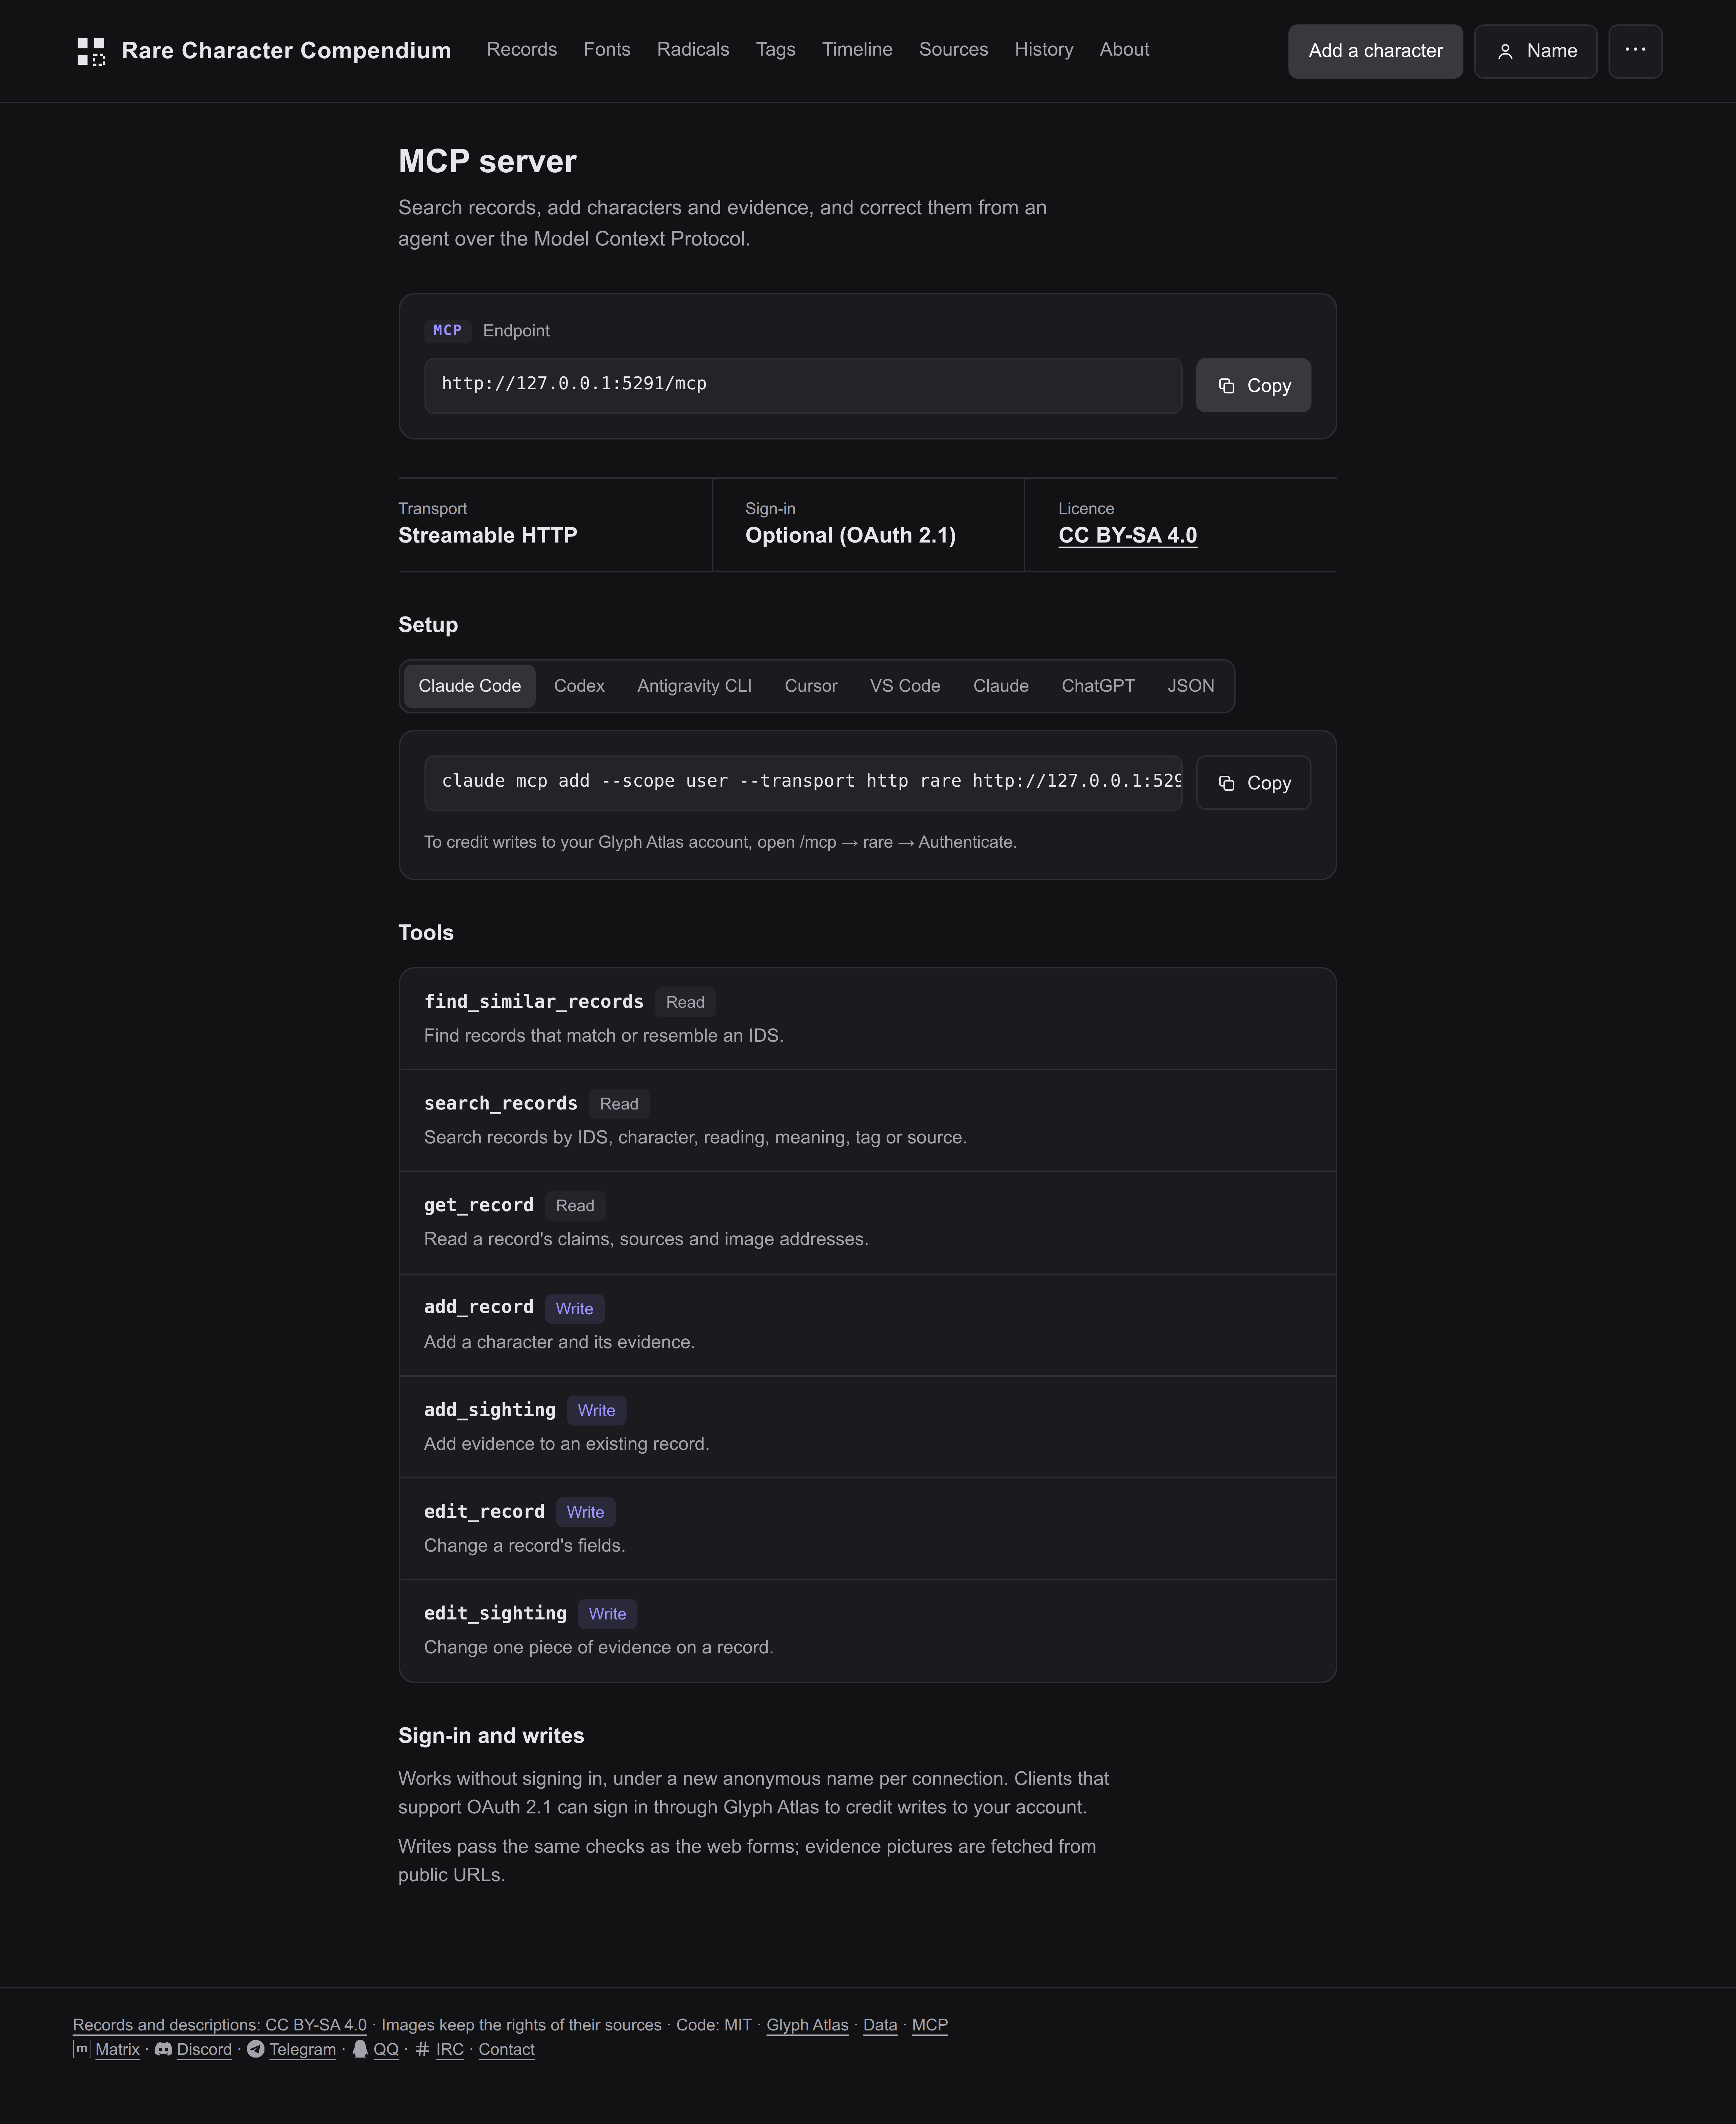 Rare Character Compendium Records Fonts Radicals Tags Timeline Sources History About Add a character Name ···
MCP server
Search records, add characters and evidence, and correct them from an
agent over the Model Context Protocol.
MCP Endpoint
http://127.0.0.1:5291/mcp Copy
Transport Sign-in Licence
Streamable HTTP Optional (OAuth 2.1) CC BY-SA 4.0
Setup
Claude Code Codex Antigravity CLI Cursor VS Code Claude ChatGPT JSON
claude mcp add --scope user --transport http rare http://127.0.0.1:529 Copy
To credit writes to your Glyph Atlas account, open /mcp → rare → Authenticate.
Tools
find_similar_records Read
Find records that match or resemble an IDS.
search_records Read
Search records by IDS, character, reading, meaning, tag or source.
get_record Read
Read a record's claims, sources and image addresses.
add_record Write
Add a character and its evidence.
add_sighting Write
Add evidence to an existing record.
edit_record Write
Change a record's fields.
edit_sighting Write
Change one piece of evidence on a record.
Sign-in and writes
Works without signing in, under a new anonymous name per connection. Clients that
support OAuth 2.1 can sign in through Glyph Atlas to credit writes to your account.
Writes pass the same checks as the web forms; evidence pictures are fetched from
public URLs.
Records and descriptions: CC BY-SA 4.0 · Images keep the rights of their sources · Code: MIT · Glyph Atlas · Data · MCP
[m] Matrix · Discord · Telegram · QQ · # IRC · Contact